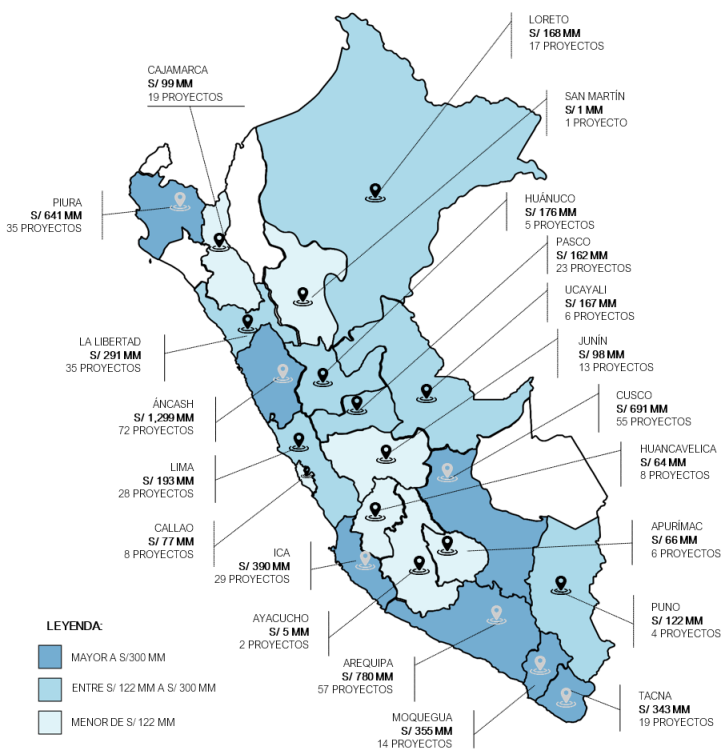 LORETO
S/ 168 MM
17 PROYECTOS
CAJAMARCA
S/ 99 MM
19 PROYECTOS
SAN MARTÍN
S/ 1 MM
1 PROYECTO
PIURA
S/ 641 MM
35 PROYECTOS
HUÁNUCO
S/ 176 MM
5 PROYECTOS
PASCO
S/ 162 MM
23 PROYECTOS
UCAYALI
S/ 167 MM
6 PROYECTOS
LA LIBERTAD
S/ 291 MM
35 PROYECTOS
JUNÍN
S/ 98 MM
13 PROYECTOS
ÁNCASH
S/ 1,299 MM
72 PROYECTOS
CUSCO
S/ 691 MM
55 PROYECTOS
LIMA
S/ 193 MM
28 PROYECTOS
HUANCAVELICA
S/ 64 MM
8 PROYECTOS
CALLAO
S/ 77 MM
8 PROYECTOS
ICA
S/ 390 MM
29 PROYECTOS
APURÍMAC
S/ 66 MM
6 PROYECTOS
AYACUCHO
S/ 5 MM
2 PROYECTOS
PUNO
S/ 122 MM
4 PROYECTOS
AREQUIPA
S/ 780 MM
57 PROYECTOS
TACNA
S/ 343 MM
19 PROYECTOS
MOQUEGUA
S/ 355 MM
14 PROYECTOS
LEYENDA:
MAYOR A S/300 MM
ENTRE S/ 122 MM A S/ 300 MM
MENOR DE S/ 122 MM